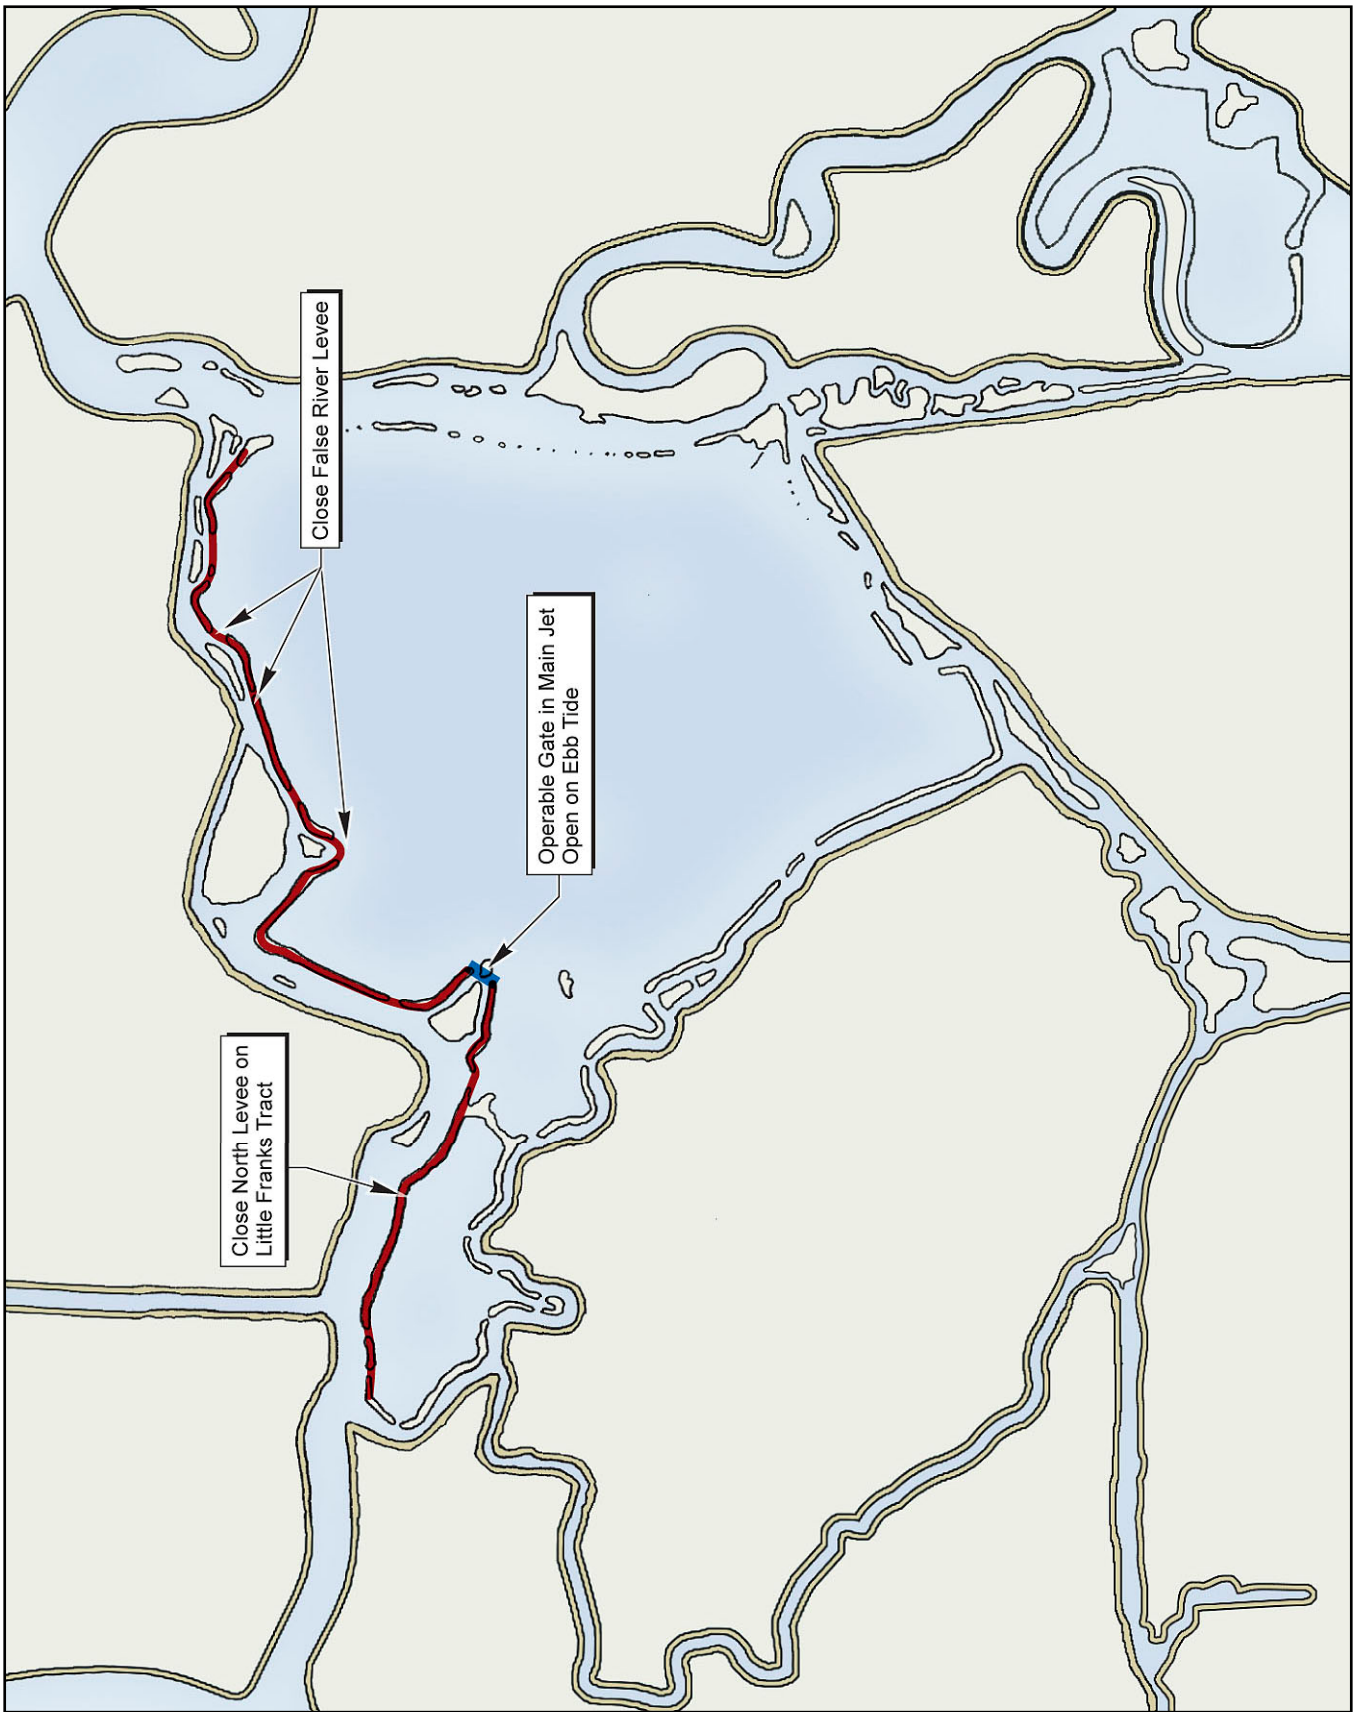 Close False River Levee
Operable Gate in Main Jet
Open on Ebb Tide
Close North Levee on
Little Franks Tract